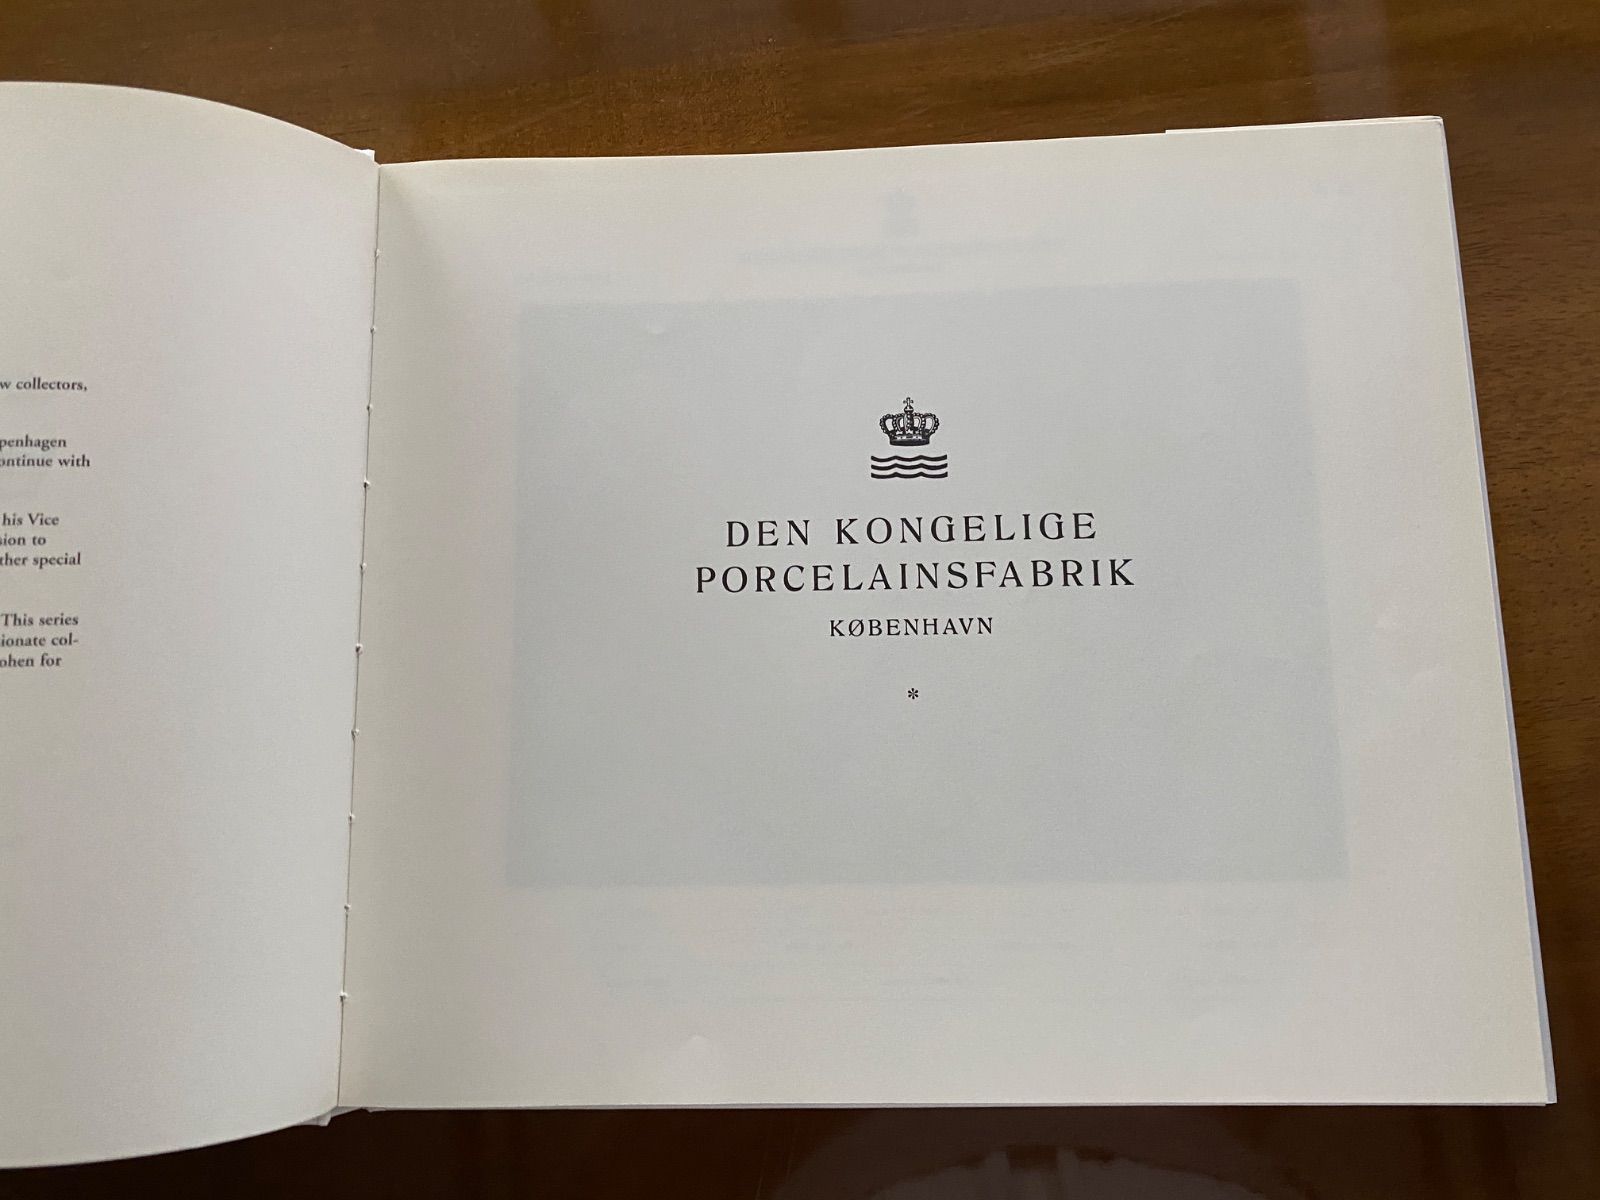 w collectors,
penhagen
ontinue with
his Vice
sion to
ther special
This series
ionate col-
ohen for
DEN KONGELIGE
PORCELAINSFABRIK
KØBENHAVN
*